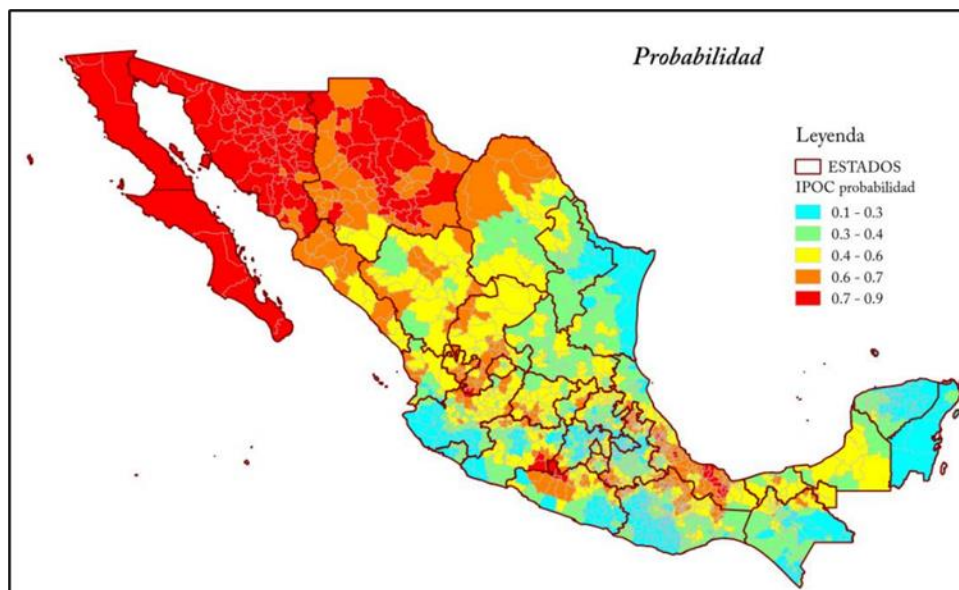 Probabilidad
Leyenda
ESTADOS
IPOC probabilidad
0.1 - 0.3
0.3 - 0.4
0.4 - 0.6
0.6 - 0.7
0.7 - 0.9